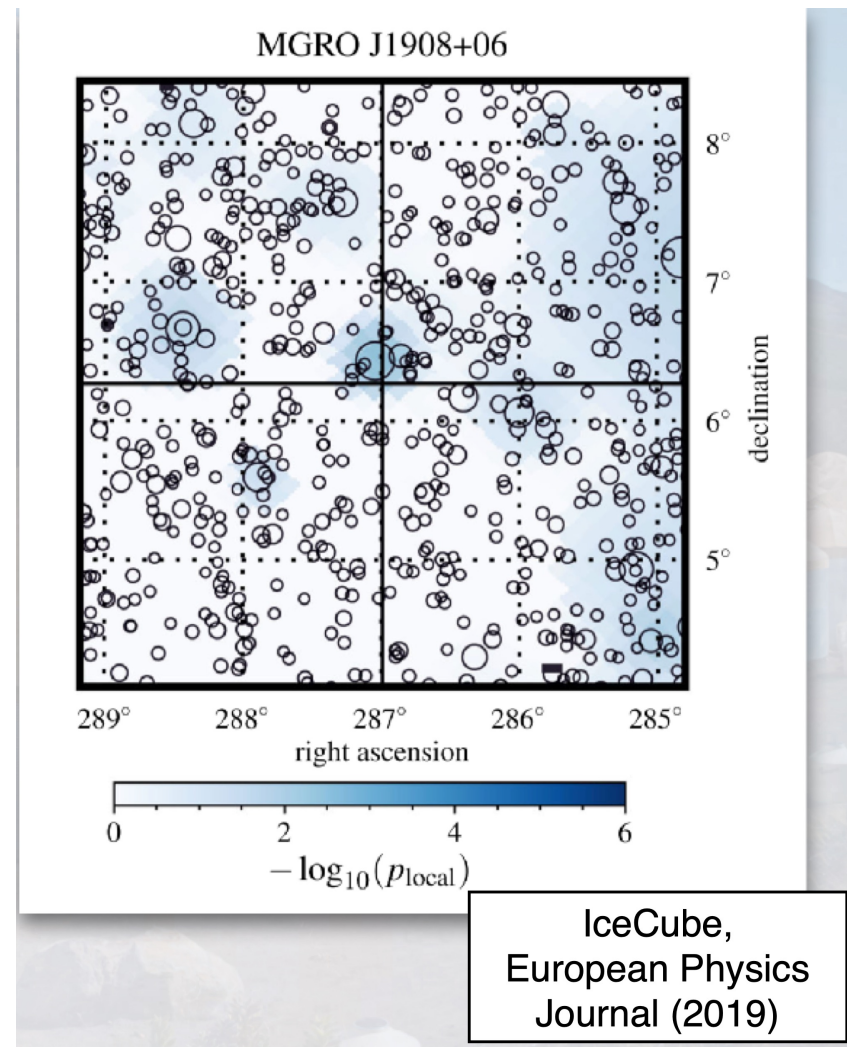 MGRO J1908+06
8°
7°
6°
5°
declination
289° 288° 287° 286° 285°
right ascension
0 2 4 6
− log₁₀(p_local)
IceCube,
European Physics
Journal (2019)